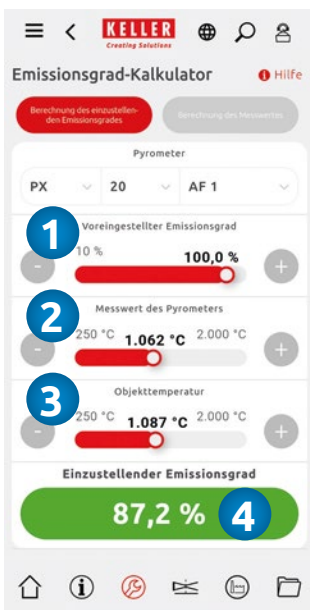 KELLER
Creating Solutions
Emissionsgrad-Kalkulator
Hilfe
Berechnung des einzustellen-
den Emissionsgrades
Berechnung des Messwertes
Pyrometer
PX 20 AF 1
1
Voreingestellter Emissionsgrad
10 % 100,0 %
- +
2
Messwert des Pyrometers
250 °C 1.062 °C 2.000 °C
- +
3
Objekttemperatur
250 °C 1.087 °C 2.000 °C
- +
Einzustellender Emissionsgrad
87,2 % 4